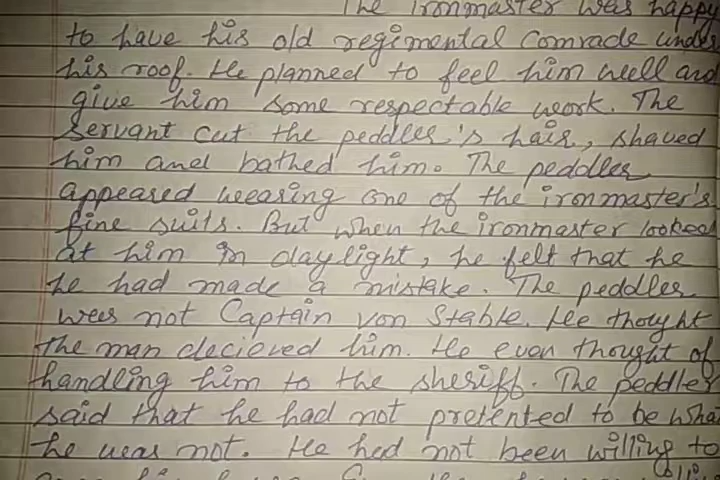 The ironmaster was happy
to have his old regimental Comrade under
his roof. He planned to feel him well and
give him some respectable work. The
servant cut the peddler's hair, shaved
him and bathed him. The peddler
appeared wearing one of the ironmaster's
fine suits. But when the ironmaster looked
at him in daylight, he felt that he
he had made a mistake. The peddler
was not Captain von Stable. He thought
the man decieved him. He even thought of
handling him to the sheriff. The peddler
said that he had not pretented to be wha
he was not. He had not been willing to